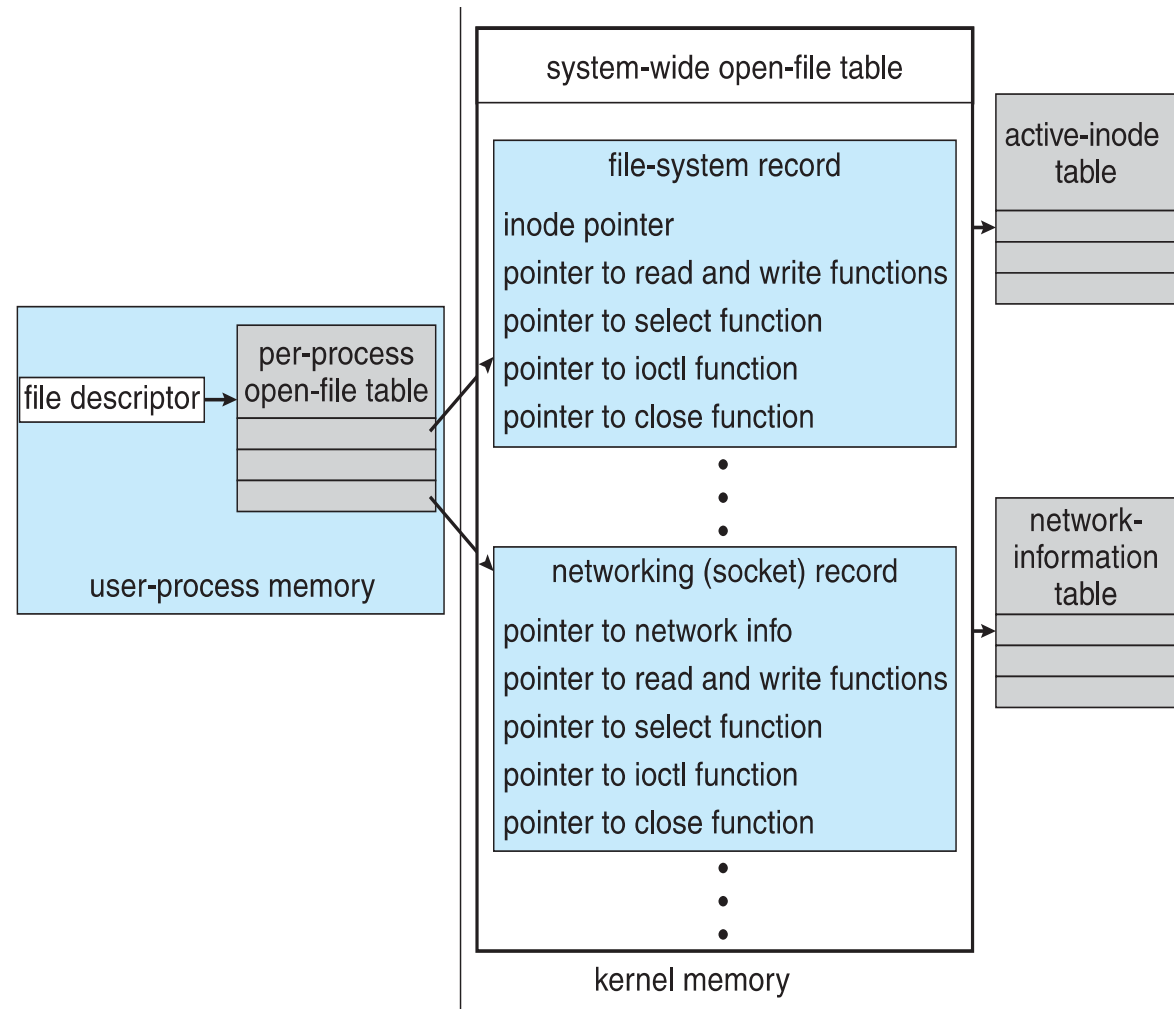 system-wide open-file table
file-system record
inode pointer
pointer to read and write functions
pointer to select function
pointer to ioctl function
pointer to close function
active-inode
table
file descriptor
per-process
open-file table
user-process memory
networking (socket) record
pointer to network info
pointer to read and write functions
pointer to select function
pointer to ioctl function
pointer to close function
network-
information
table
kernel memory